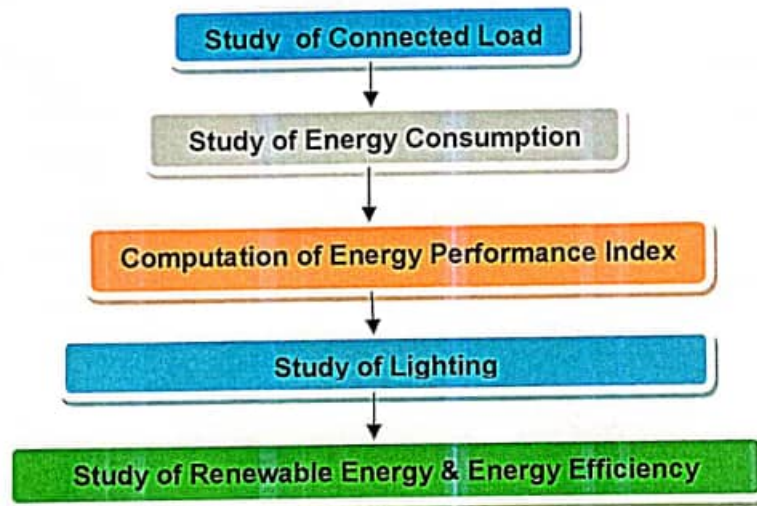 Study of Connected Load
Study of Energy Consumption
Computation of Energy Performance Index
Study of Lighting
Study of Renewable Energy & Energy Efficiency